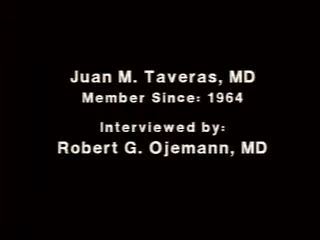 Juan M. Taveras, MD
Member Since: 1964
Interviewed by:
Robert G. Ojemann, MD